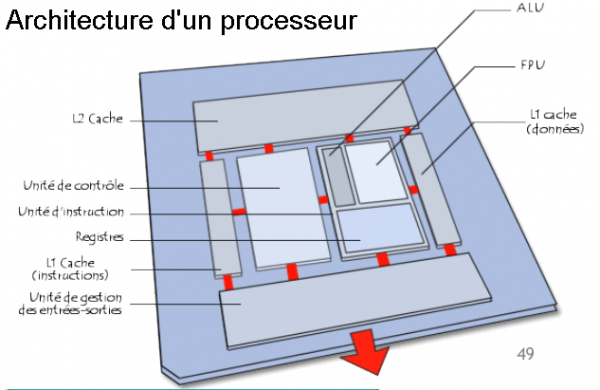 Architecture d'un processeur
ALU
FPU
L1 cache
(données)
L2 Cache
Unité de contrôle
Unité d'instruction
Registres
L1 Cache
(instructions)
Unité de gestion
des entrées-sorties
49